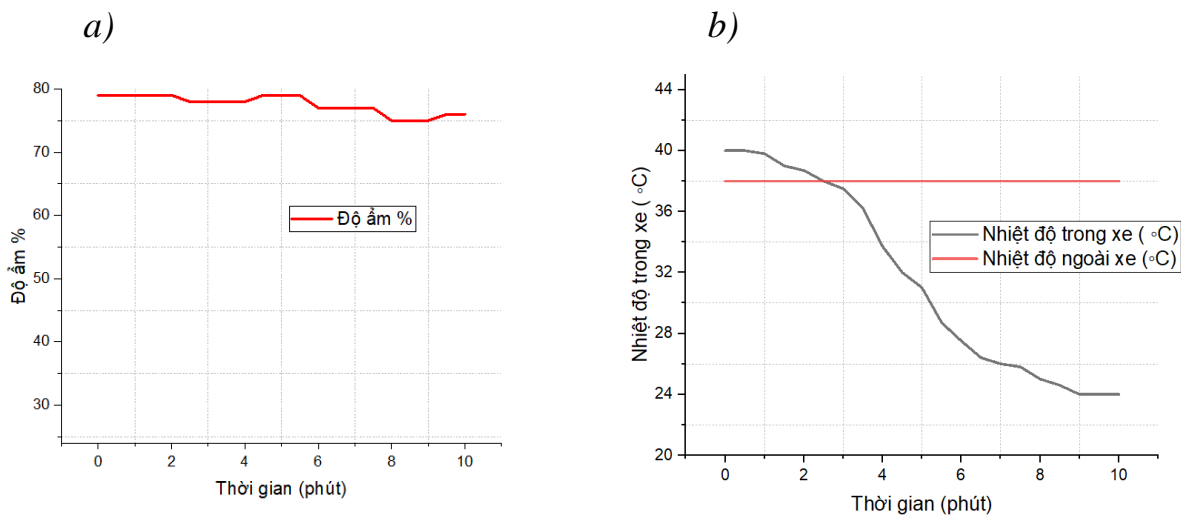 a)
80
70
60
50
40
30
0
2
4
6
8
10
Độ ẩm %
Độ ẩm %
Thời gian (phút)
b)
44
40
36
32
28
24
20
0
2
4
6
8
10
Nhiệt độ trong xe ( ◦C)
Nhiệt độ trong xe ( ◦C)
Nhiệt độ ngoài xe (◦C)
Thời gian (phút)